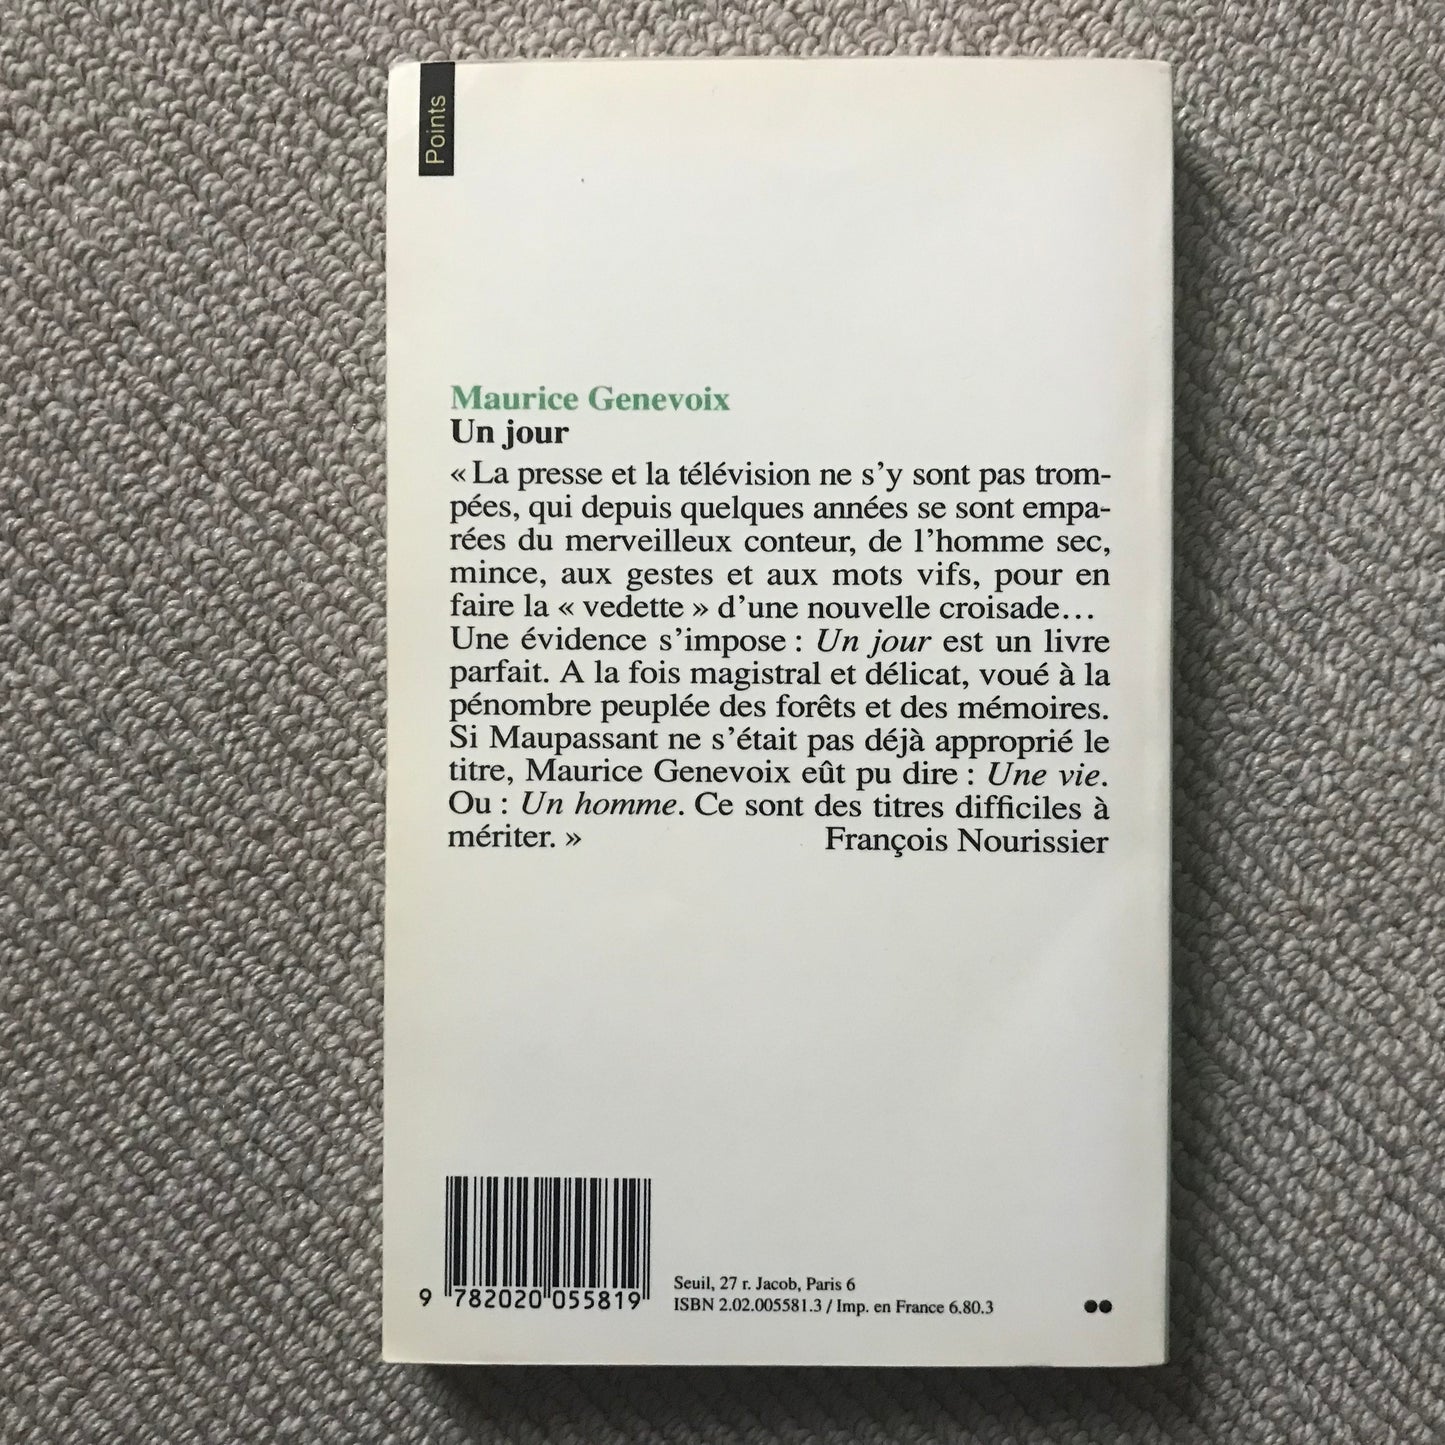 Points
Maurice Genevoix
Un jour
« La presse et la télévision ne s’y sont pas trom-
pées, qui depuis quelques années se sont empa-
rées du merveilleux conteur, de l’homme sec,
mince, aux gestes et aux mots vifs, pour en
faire la « vedette » d’une nouvelle croisade…
Une évidence s’impose : Un jour est un livre
parfait. A la fois magistral et délicat, voué à la
pénombre peuplée des forêts et des mémoires.
Si Maupassant ne s’était pas déjà approprié le
titre, Maurice Genevoix eût pu dire : Une vie.
Ou : Un homme. Ce sont des titres difficiles à
mériter. » François Nourissier
9 782020 055819
Seuil, 27 r. Jacob, Paris 6
ISBN 2.02.005581.3 / Imp. en France 6.80.3